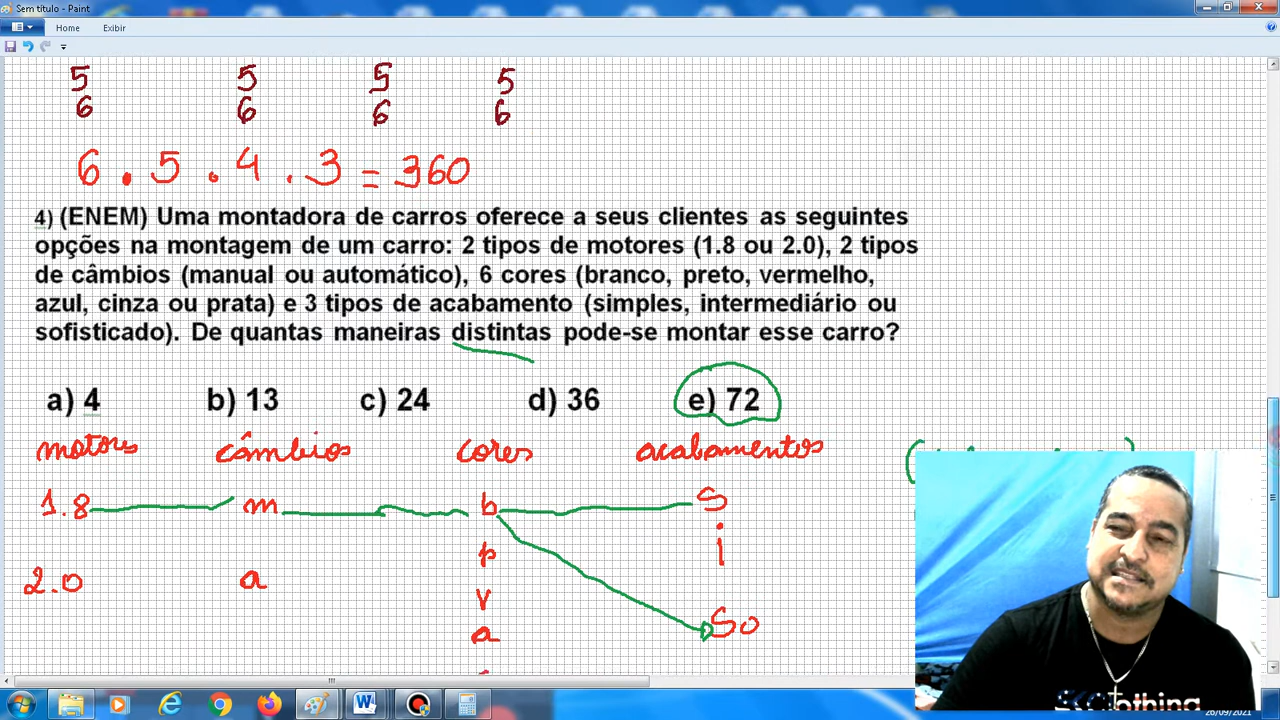 Sem título - Paint
Home Exibir
5 5 5 5
6 6 6 6
6 . 5 . 4 . 3 = 360
4) (ENEM) Uma montadora de carros oferece a seus clientes as seguintes
opções na montagem de um carro: 2 tipos de motores (1.8 ou 2.0), 2 tipos
de câmbios (manual ou automático), 6 cores (branco, preto, vermelho,
azul, cinza ou prata) e 3 tipos de acabamento (simples, intermediário ou
sofisticado). De quantas maneiras distintas pode-se montar esse carro?
a) 4 b) 13 c) 24 d) 36 e) 72
motores câmbios cores acabamentos
1.8 m b S
p i
2.0 a v So
a
26/09/2021